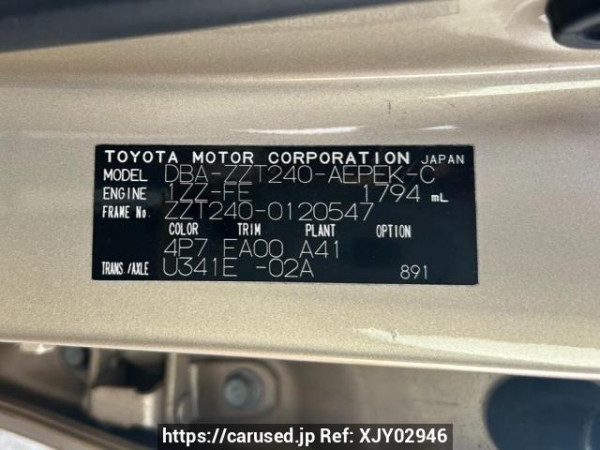 TOYOTA MOTOR CORPORATION JAPAN
MODEL DBA-ZZT240-AEPEK-C
ENGINE 1ZZ-FE 1794 mL
FRAME No. ZZT240-0120547
COLOR TRIM PLANT OPTION
4P7 FA00 A41
TRANS./AXLE U341E -02A 891
https://carused.jp Ref: XJY02946